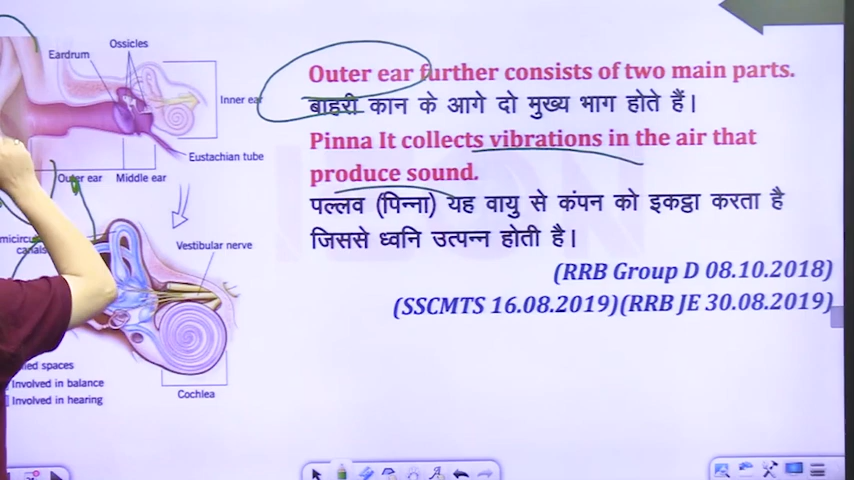 Ossicles
Eardrum
Inner ear
Eustachian tube
Outer ear Middle ear
canals
Vestibular nerve
spaces
Involved in balance
Involved in hearing
Cochlea
Outer ear further consists of two main parts.
बाहरी कान के आगे दो मुख्य भाग होते हैं।
Pinna It collects vibrations in the air that
produce sound.
पल्लव (पिन्ना) यह वायु से कंपन को इकट्ठा करता है
जिससे ध्वनि उत्पन्न होती है।
(RRB Group D 08.10.2018)
(SSCMTS 16.08.2019)(RRB JE 30.08.2019)